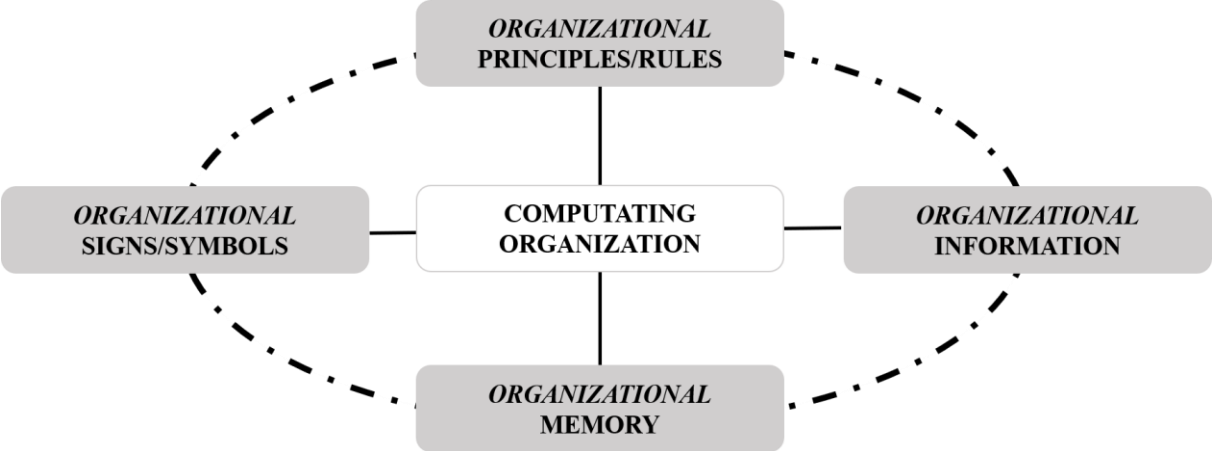 ORGANIZATIONAL
PRINCIPLES/RULES
ORGANIZATIONAL
SIGNS/SYMBOLS
COMPUTATING
ORGANIZATION
ORGANIZATIONAL
INFORMATION
ORGANIZATIONAL
MEMORY